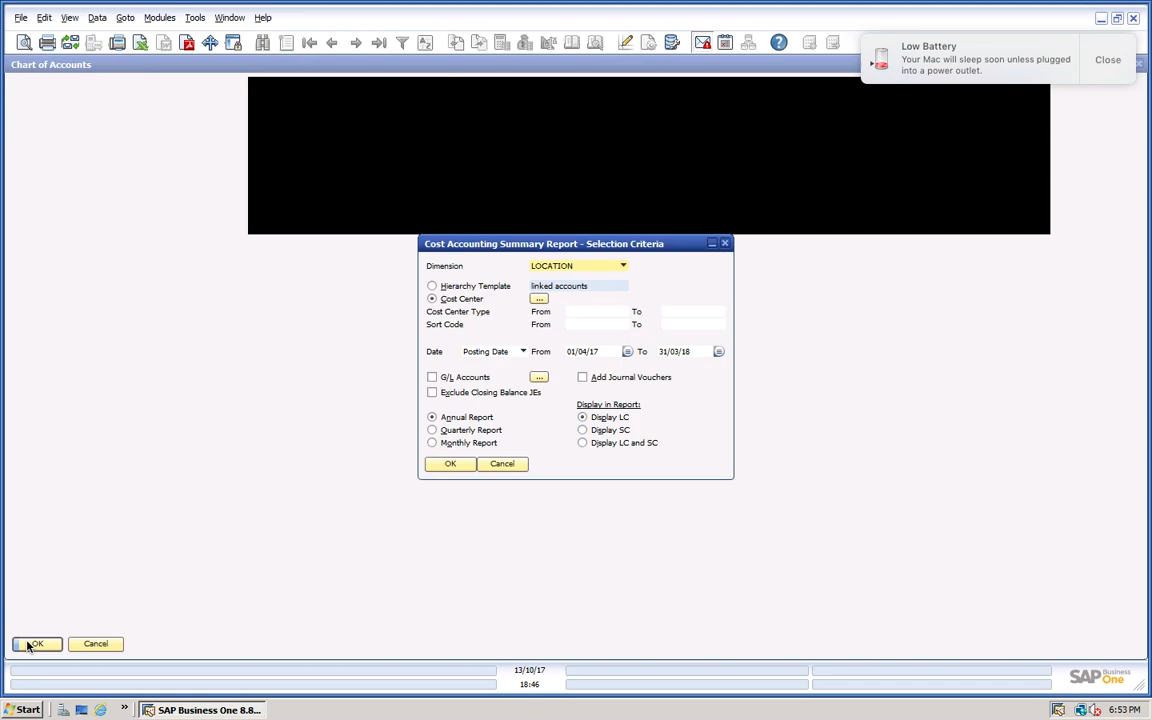 File Edit View Data Goto Modules Tools Window Help
Chart of Accounts
Low Battery
Your Mac will sleep soon unless plugged
into a power outlet.
Close
Cost Accounting Summary Report - Selection Criteria
Dimension LOCATION
Hierarchy Template linked accounts
Cost Center ...
Cost Center Type From To
Sort Code From To
Date Posting Date From 01/04/17 To 31/03/18
G/L Accounts ... Add Journal Vouchers
Exclude Closing Balance JEs
Display in Report:
Annual Report Display LC
Quarterly Report Display SC
Monthly Report Display LC and SC
OK Cancel
OK Cancel
13/10/17
18:46
SAP Business One
Start » SAP Business One 8.8... 6:53 PM